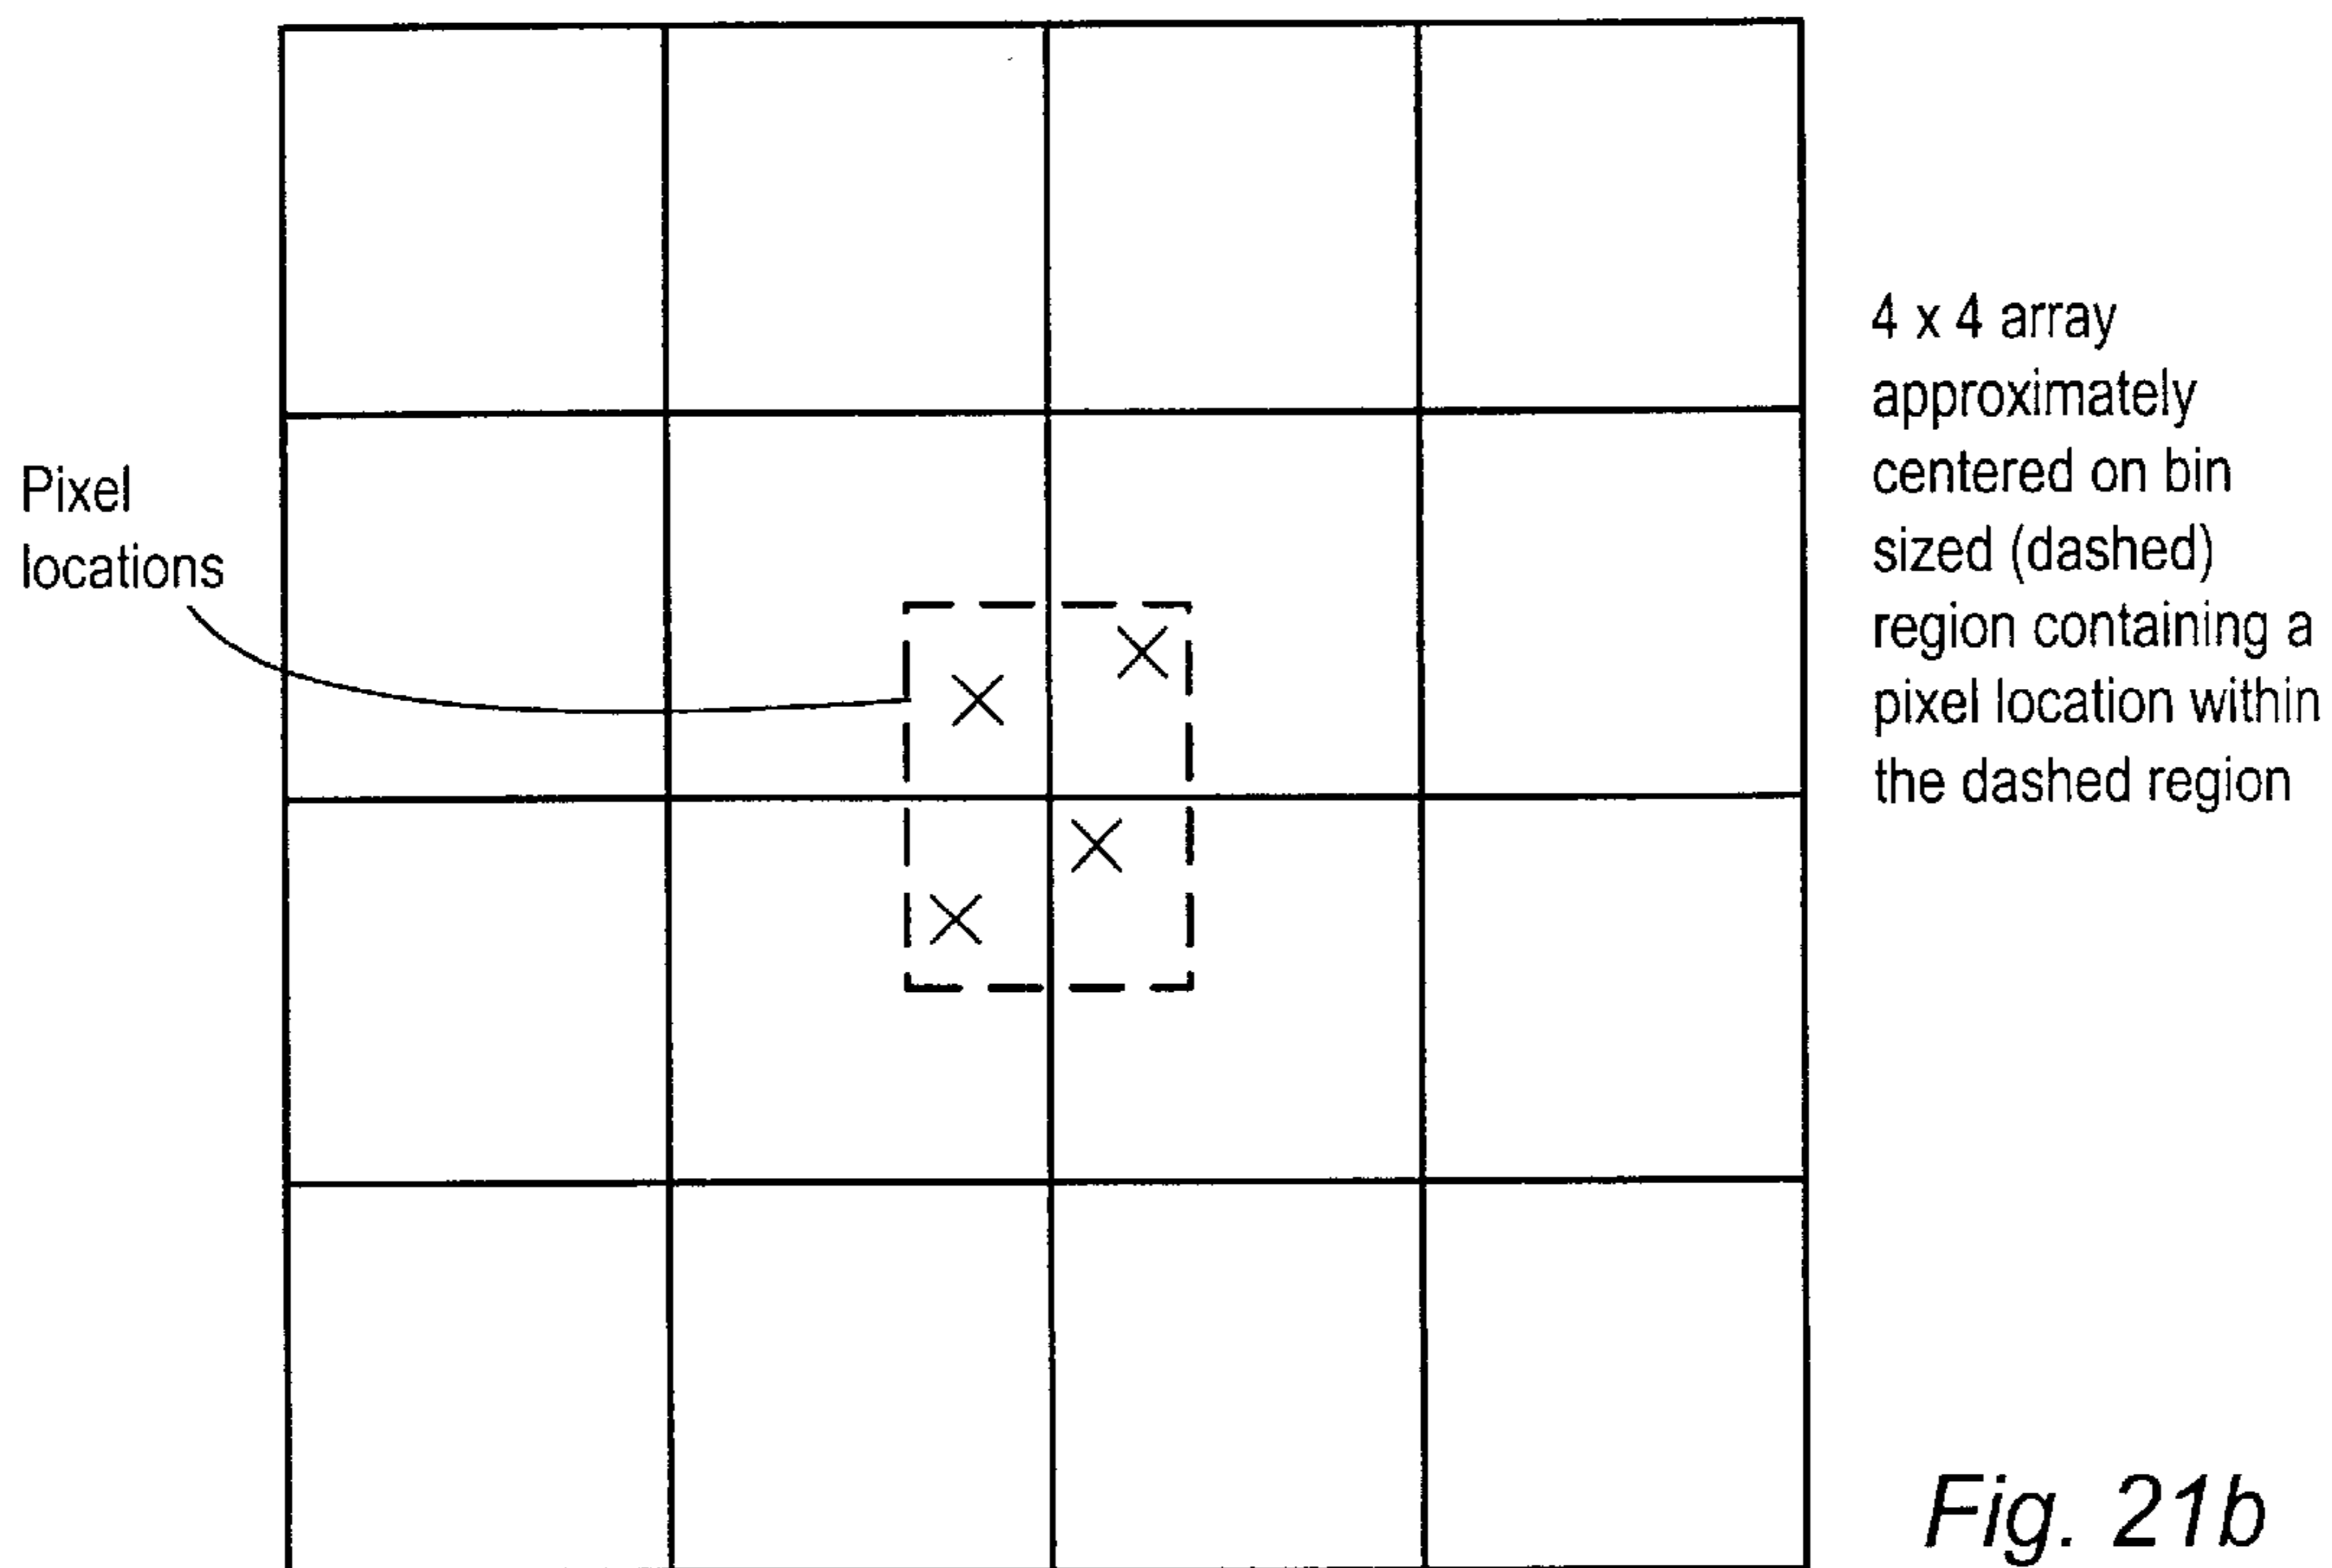 Pixel
locations
4 x 4 array
approximately
centered on bin
sized (dashed)
region containing a
pixel location within
the dashed region
Fig. 21b